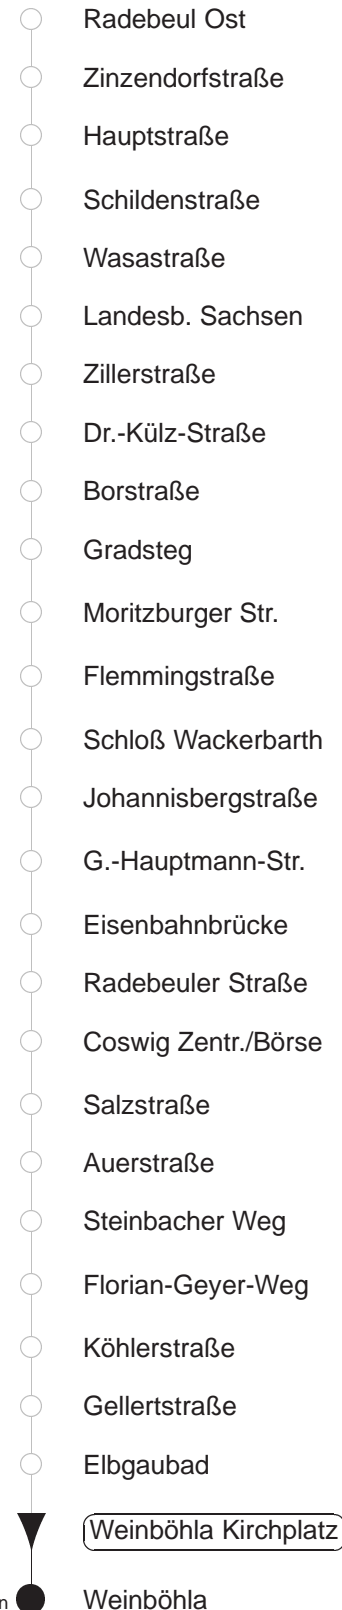 Radebeul Ost
Zinzendorfstraße
Hauptstraße
Schildenstraße
Wasastraße
Landesb. Sachsen
Zillerstraße
Dr.-Külz-Straße
Borstraße
Gradsteg
Moritzburger Str.
Flemmingstraße
Schloß Wackerbarth
Johannisbergstraße
G.-Hauptmann-Str.
Eisenbahnbrücke
Radebeuler Straße
Coswig Zentr./Börse
Salzstraße
Auerstraße
Steinbacher Weg
Florian-Geyer-Weg
Köhlerstraße
Gellertstraße
Elbgaubad
Weinböhla Kirchplatz
Weinböhla